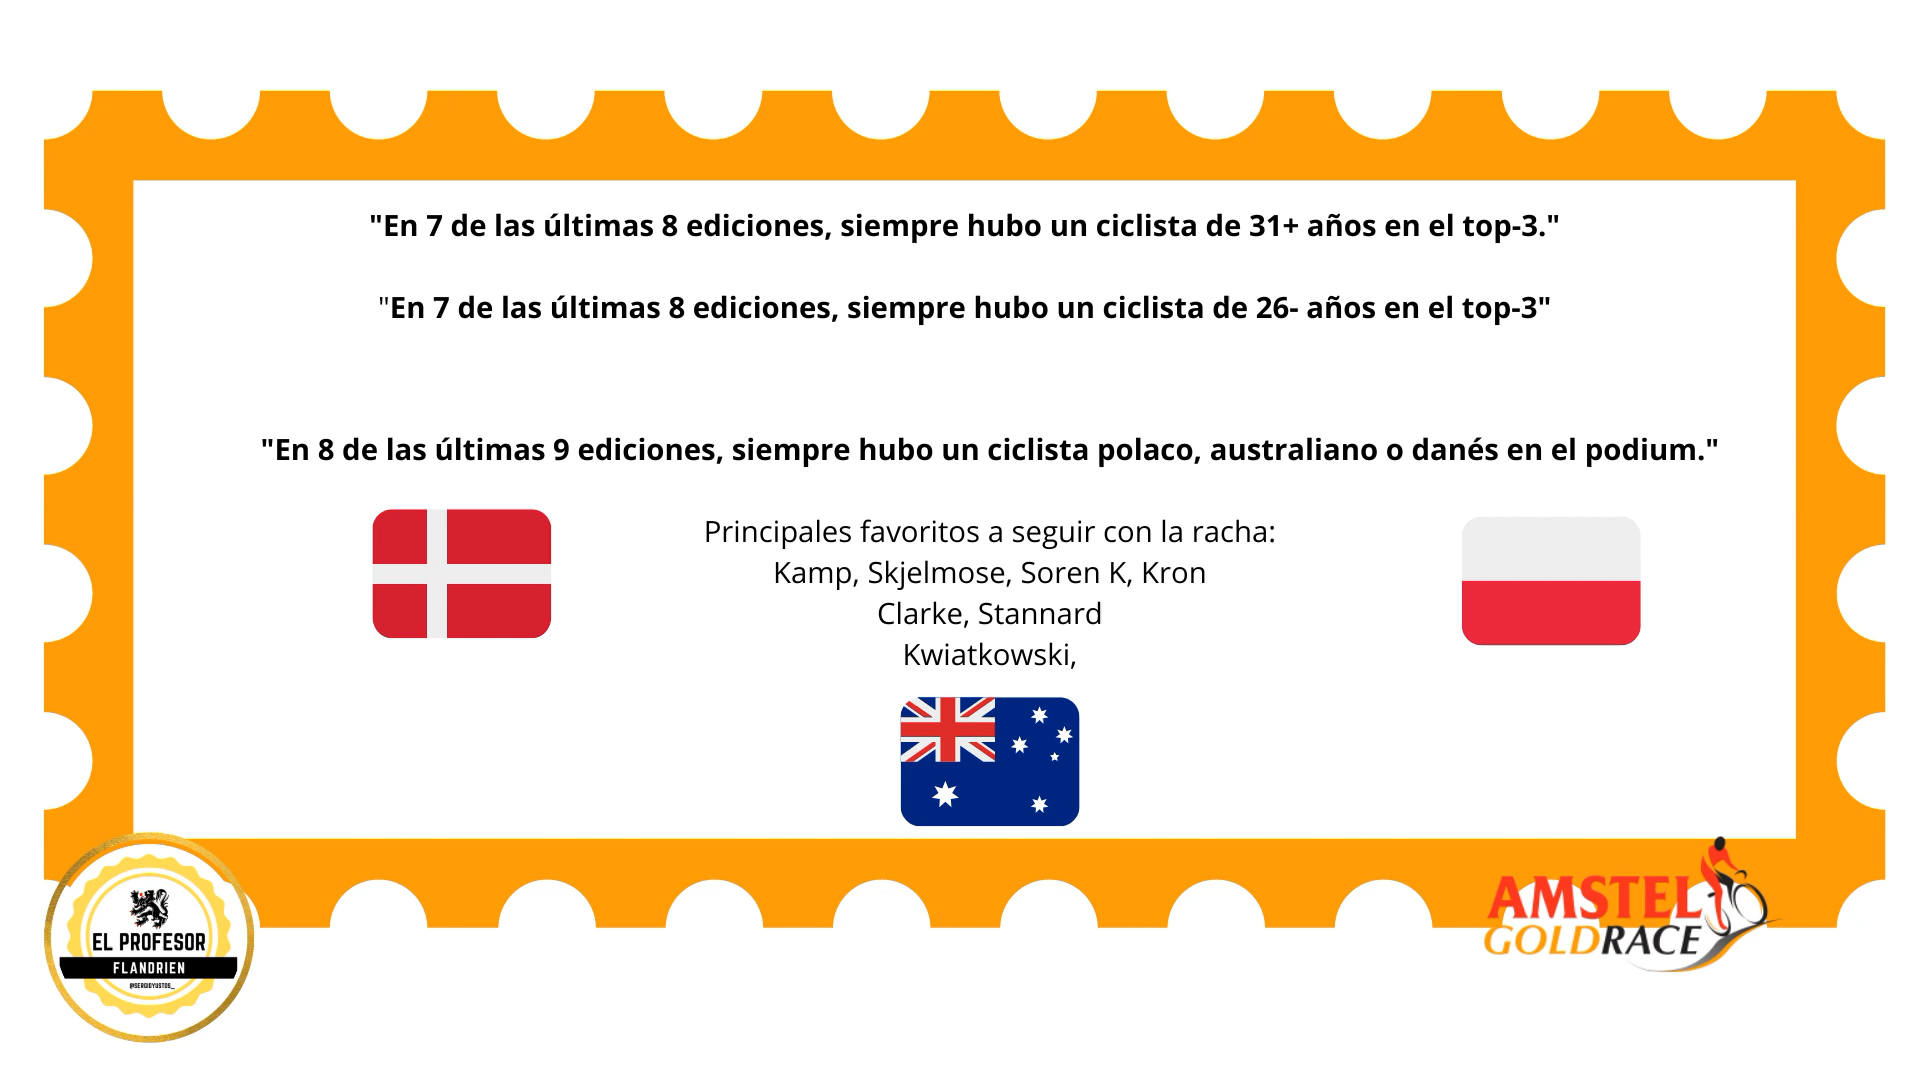 "En 7 de las últimas 8 ediciones, siempre hubo un ciclista de 31+ años en el top-3."
"En 7 de las últimas 8 ediciones, siempre hubo un ciclista de 26- años en el top-3"
"En 8 de las últimas 9 ediciones, siempre hubo un ciclista polaco, australiano o danés en el podium."
Principales favoritos a seguir con la racha:
Kamp, Skjelmose, Soren K, Kron
Clarke, Stannard
Kwiatkowski,
EL PROFESOR
FLANDRIEN
@SERGIOYUSTOS_
AMSTEL
GOLDRACE